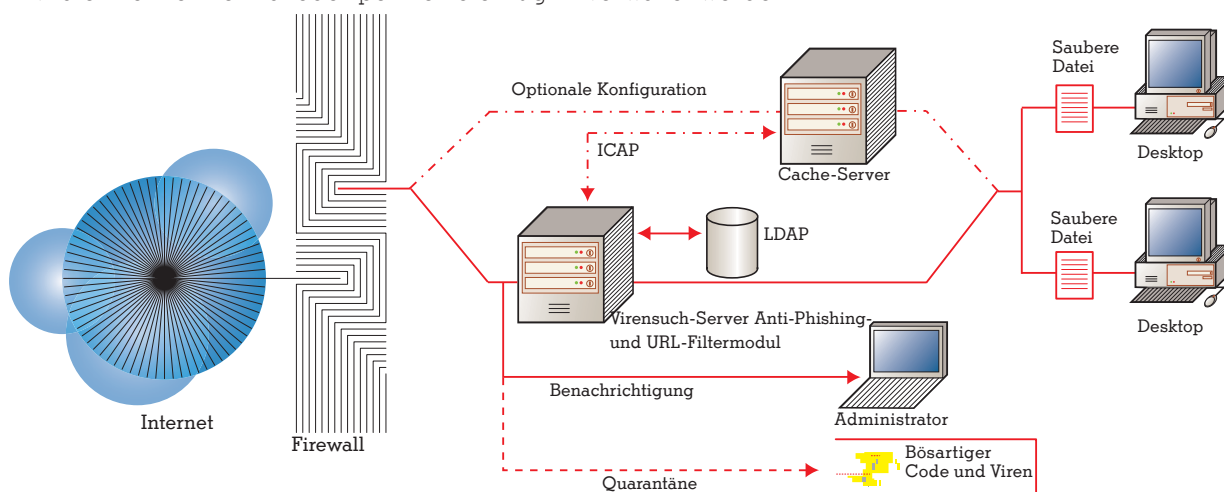 Optionale Konfiguration
ICAP
Cache-Server
LDAP
Saubere
Datei
Desktop
Saubere
Datei
Desktop
Virensuch-Server Anti-Phishing-
und URL-Filtermodul
Internet
Firewall
Benachrichtigung
Administrator
Quarantäne
Bösartiger
Code und Viren